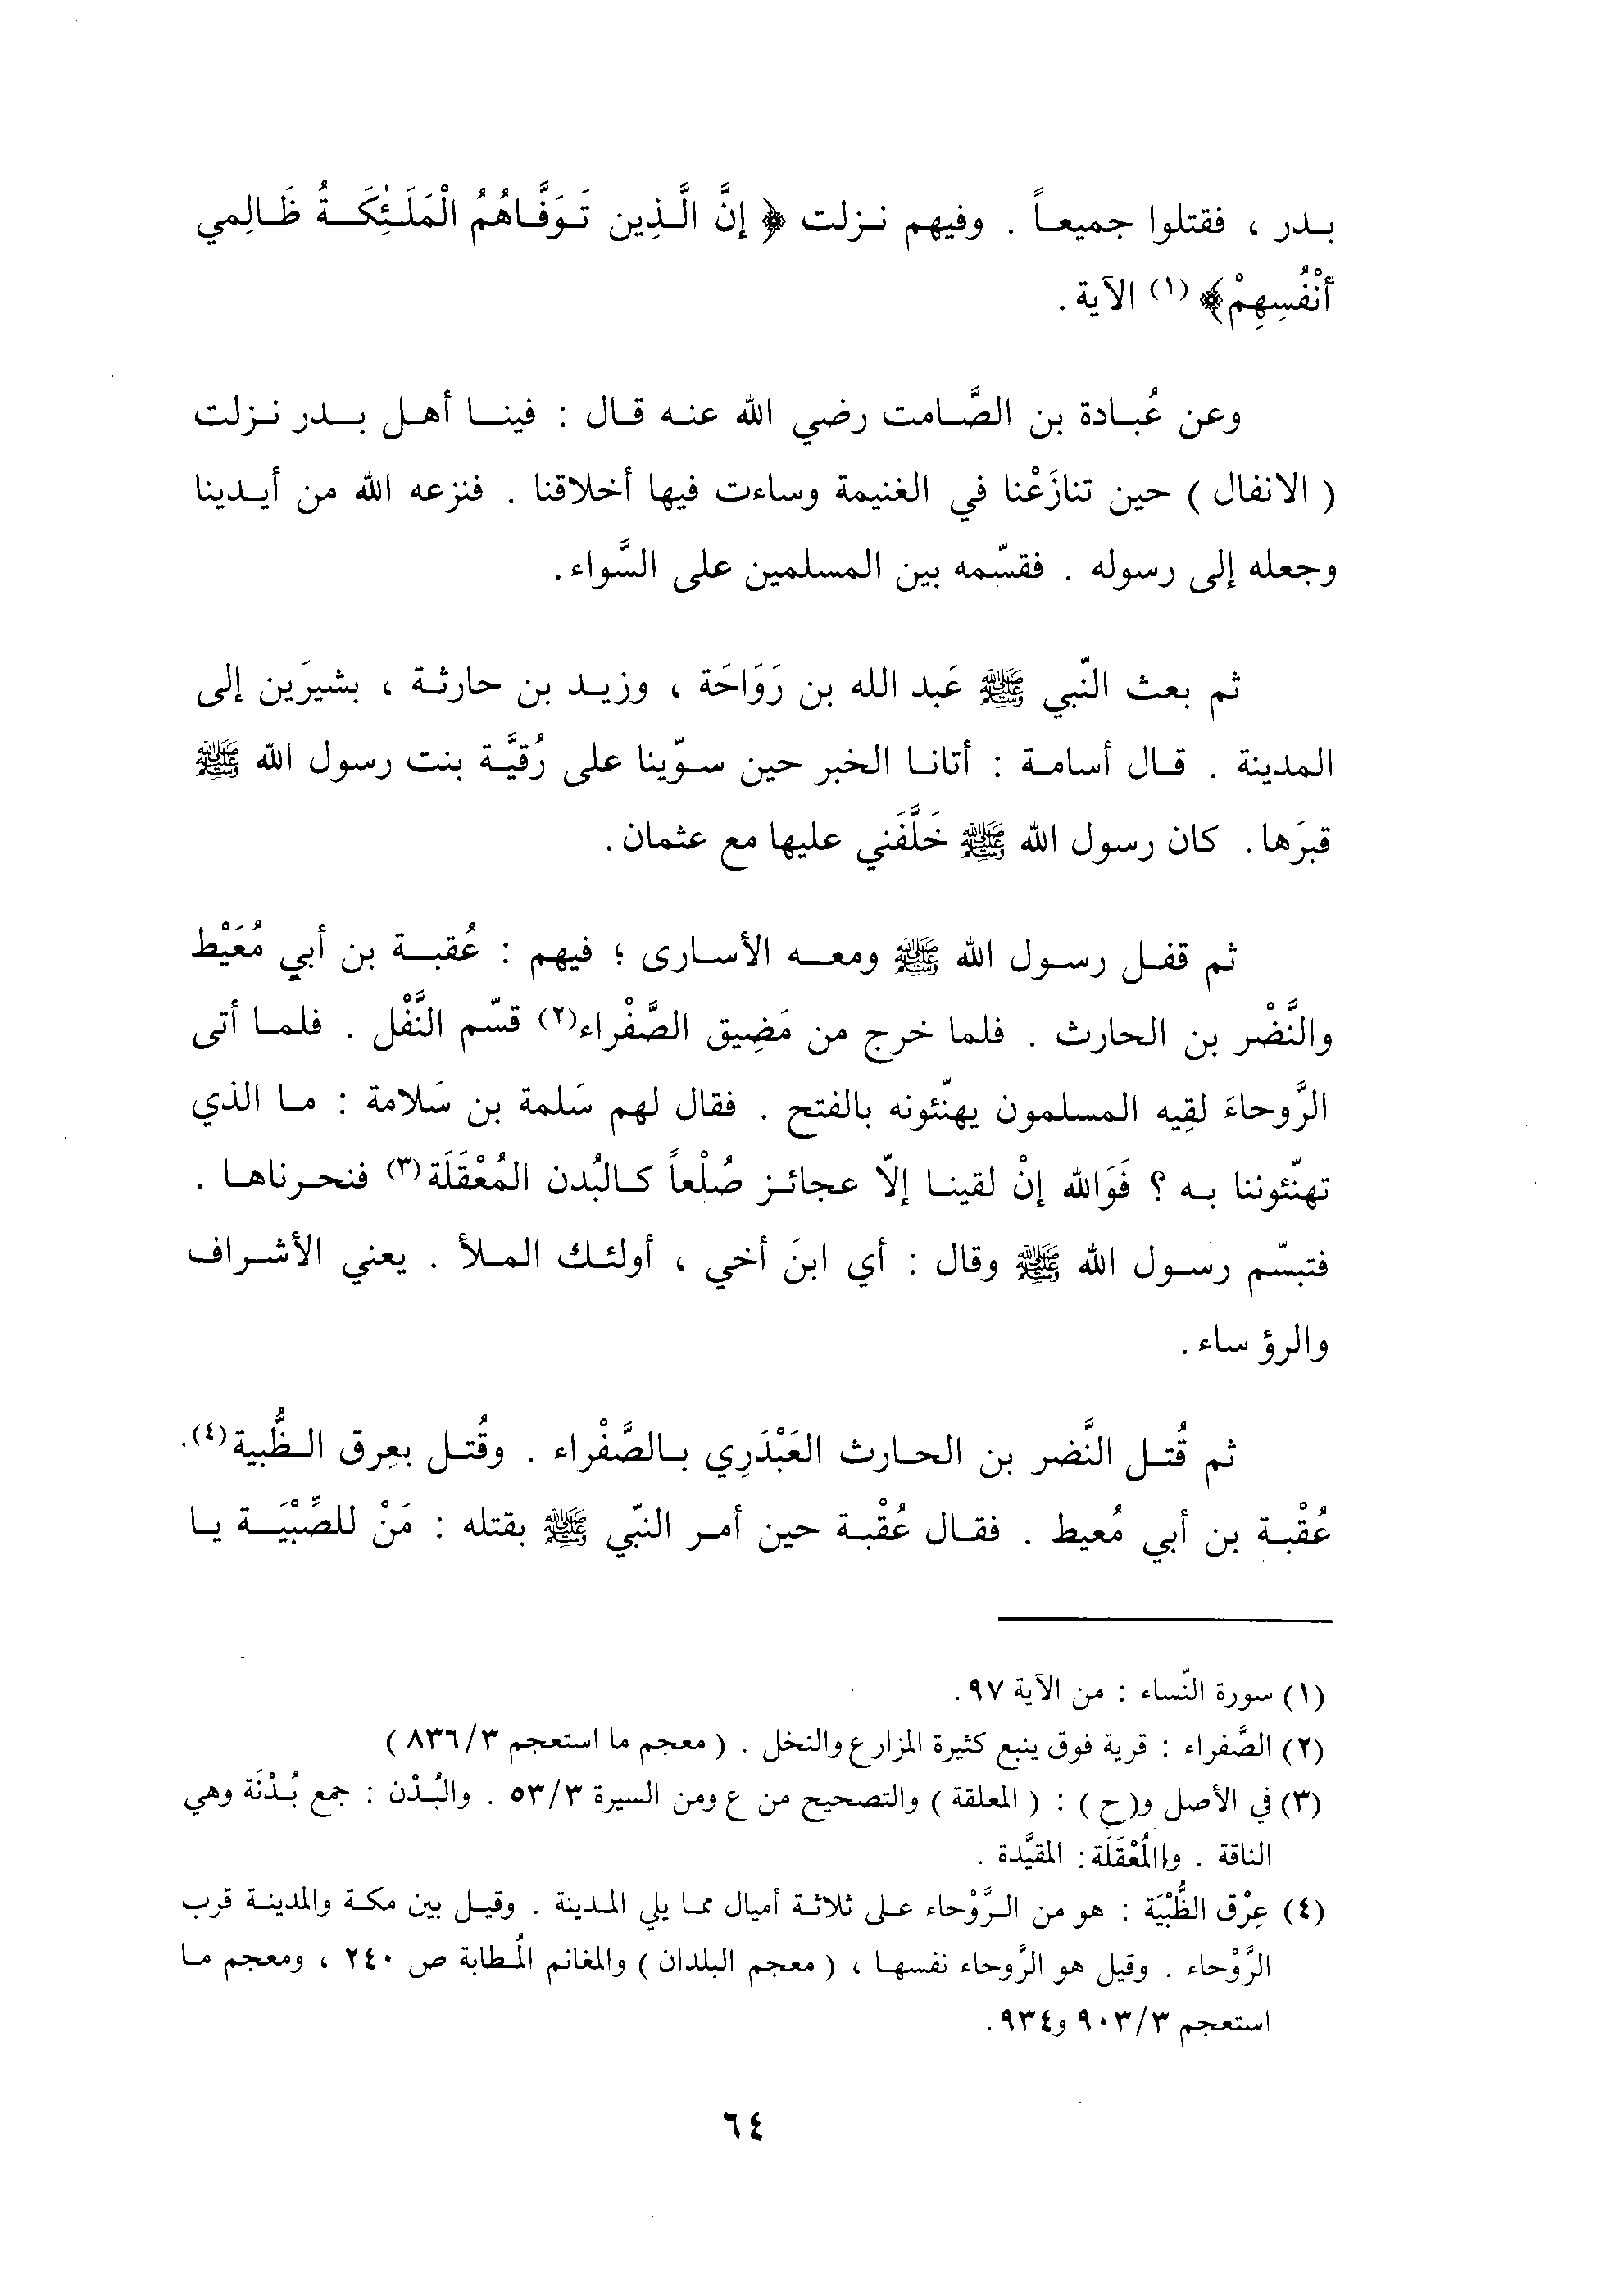 بدر ، فقتلوا جميعاً . وفيهم نزلت ﴿ إنَّ الَّذِين تَوَفَّاهُمُ الْمَلَـٰئِكَةُ ظَالِمي
أَنْفُسِهِمْ﴾ (١) الآية .
وعن عُبادة بن الصَّامت رضي الله عنه قال : فينا أهل بدر نزلت
( الانفال ) حين تنازَعْنا في الغنيمة وساءت فيها أخلاقنا . فنزعه الله من أيدينا
وجعله إلى رسوله . فقسّمه بين المسلمين على السَّواء .
ثم بعث النّبي ﷺ عَبد الله بن رَوَاحَة ، وزيد بن حارثة ، بشيرَين إلى
المدينة . قال أسامة : أتانا الخبر حين سوّينا على رُقيَّة بنت رسول الله ﷺ
قبرَها . كان رسول الله ﷺ خَلَّفَني عليها مع عثمان .
ثم قفل رسول الله ﷺ ومعه الأسارى ؛ فيهم : عُقبة بن أبي مُعَيْط
والنَّضْر بن الحارث . فلما خرج من مَضِيق الصَّفْراء(٢) قسّم النَّفْل . فلما أتى
الرَّوحاءَ لقِيه المسلمون يهنّئونه بالفتح . فقال لهم سَلمة بن سَلامة : ما الذي
تهنّئوننا به ؟ فَوَالله إنْ لقينا إلاّ عجائز صُلْعاً كالبُدن المُعْقَلَة(٣) فنحرناها .
فتبسّم رسول الله ﷺ وقال : أي ابنَ أخي ، أولئك الملأ . يعني الأشراف
والرؤساء .
ثم قُتل النَّضر بن الحارث العَبْدَرِي بالصَّفْراء . وقُتل بعِرق الظُّبية(٤).
عُقْبة بن أبي مُعيط . فقال عُقْبة حين أمر النّبي ﷺ بقتله : مَنْ للصِّبْيَة يا
(١) سورة النّساء : من الآية ٩٧ .
(٢) الصَّفراء : قرية فوق ينبع كثيرة المزارع والنخل . ( معجم ما استعجم ٨٣٦/٣ )
(٣) في الأصل و(ح ) : ( المعلقة ) والتصحيح من ع ومن السيرة ٥٣/٣ . والبُدْن : جمع بُدْنَة وهي
الناقة . واالمُعْقَلَة : المقيَّدة .
(٤) عِرْق الظُّبْيَة : هو من الرَّوْحاء على ثلاثة أميال مما يلي المدينة . وقيل بين مكة والمدينة قرب
الرَّوْحاء . وقيل هو الرَّوحاء نفسها ، ( معجم البلدان ) والمغانم المُطابة ص ٢٤٠ ، ومعجم ما
استعجم ٩٠٣/٣ و٩٣٤ .
٦٤